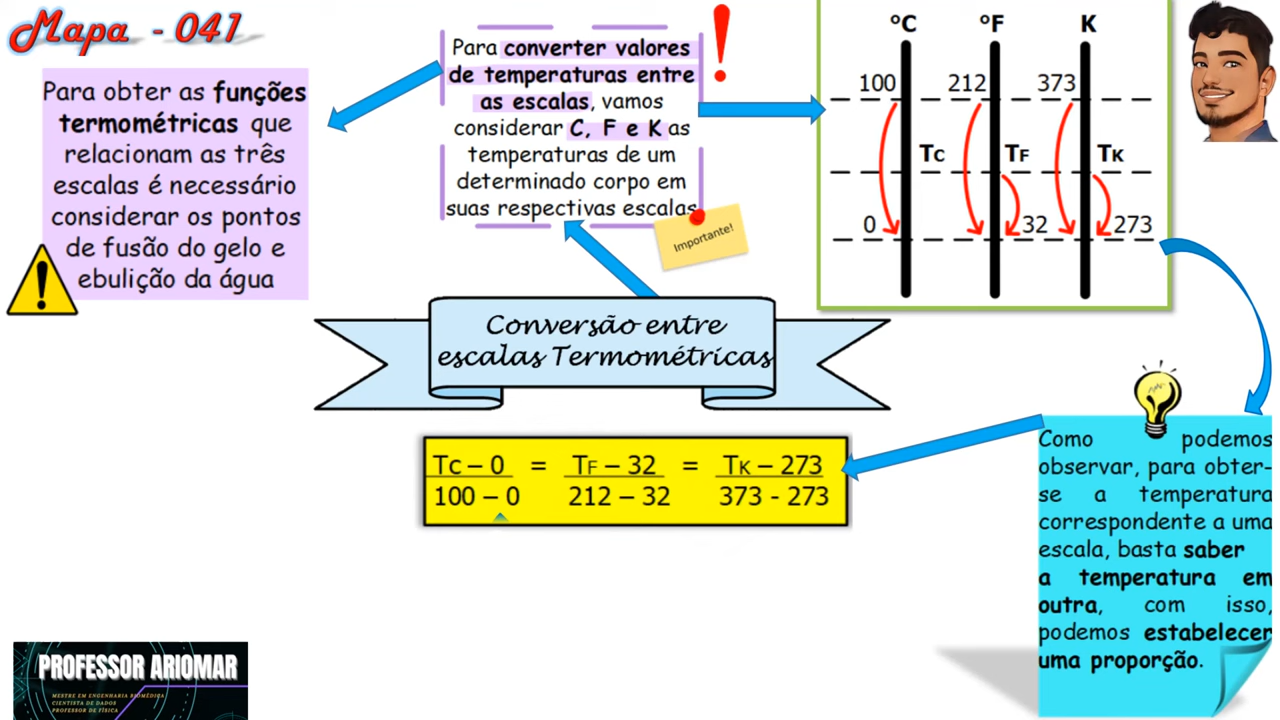 Mapa - 041
Para obter as funções
termométricas que
relacionam as três
escalas é necessário
considerar os pontos
de fusão do gelo e
ebulição da água
Para converter valores
de temperaturas entre
as escalas, vamos
considerar C, F e K as
temperaturas de um
determinado corpo em
suas respectivas escalas
Importante!
°C °F K
100 212 373
TC TF TK
0 32 273
Conversão entre
escalas Termométricas
TC – 0 = TF – 32 = TK – 273
100 – 0 212 – 32 373 - 273
Como podemos
observar, para obter-
se a temperatura
correspondente a uma
escala, basta saber
a temperatura em
outra, com isso,
podemos estabelecer
uma proporção.
PROFESSOR ARIOMAR
MESTRE EM ENGENHARIA BIOMÉDICA
CIENTISTA DE DADOS
PROFESSOR DE FÍSICA